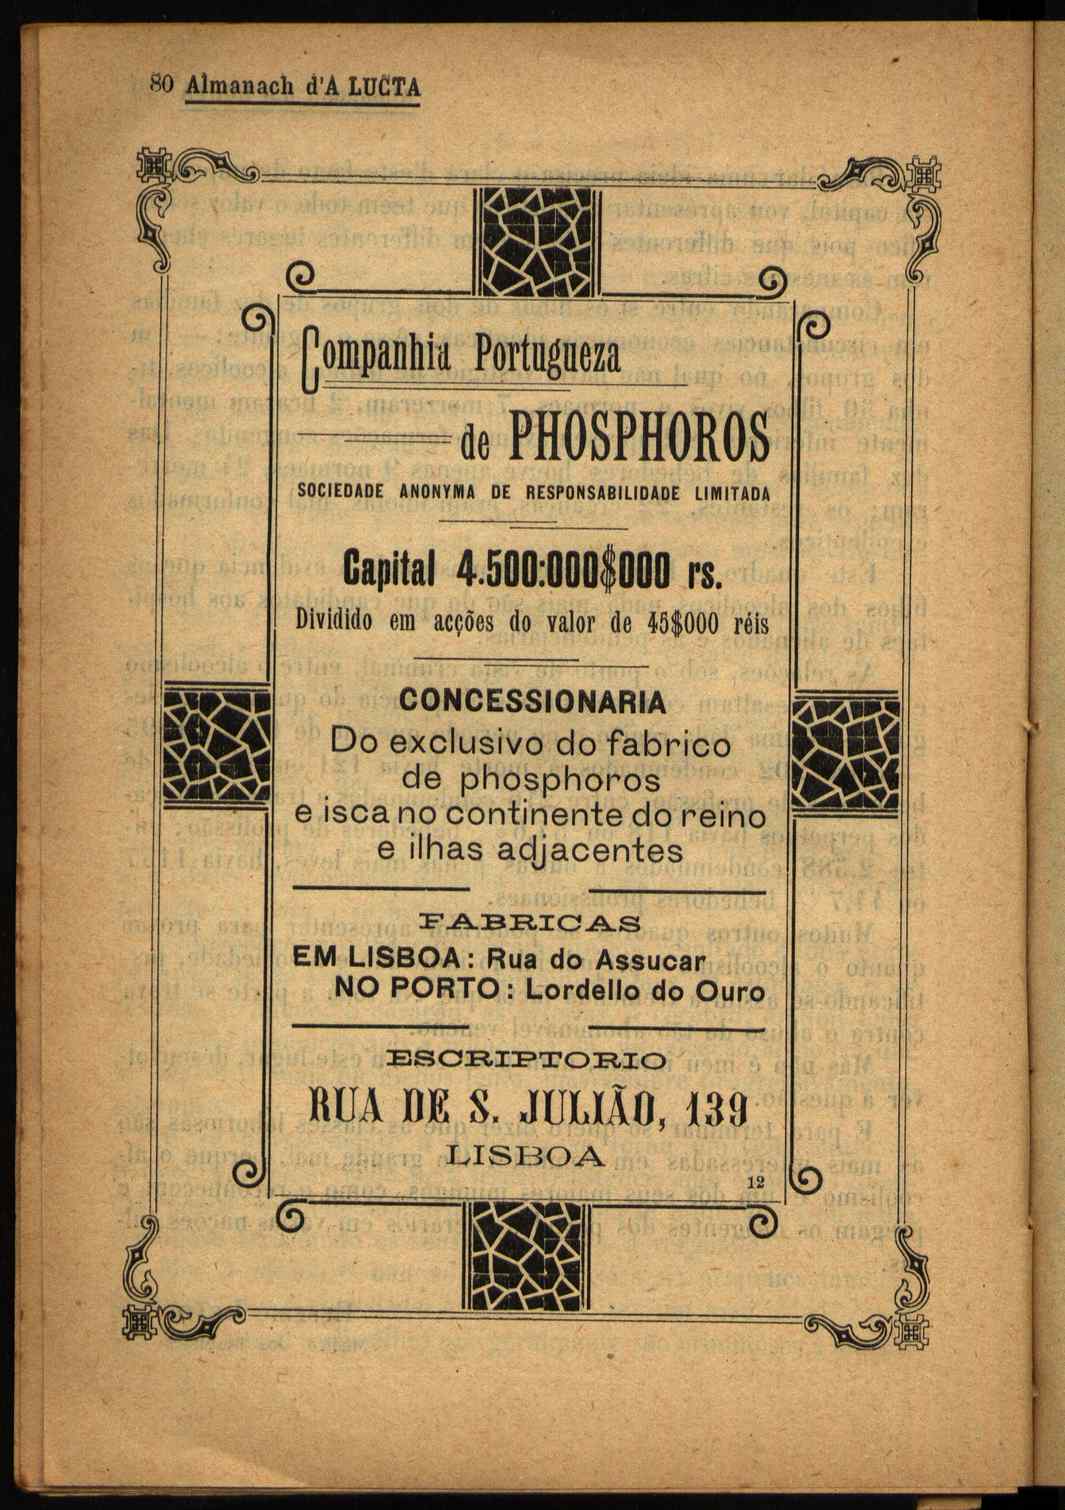 80 Almanach d'A LUCTA
Companhia Portugueza
de PHOSPHOROS
SOCIEDADE ANONYMA DE RESPONSABILIDADE LIMITADA
Capital 4.500:000$000 rs.
Dividido em acções do valor de 45$000 réis
CONCESSIONARIA
Do exclusivo do fabrico
de phosphoros
e isca no continente do reino
e ilhas adjacentes
FABRICAS
EM LISBOA: Rua do Assucar
NO PORTO: Lordello do Ouro
ESCRIPTORIO
RUA DE S. JULIÃO, 139
LISBOA
12